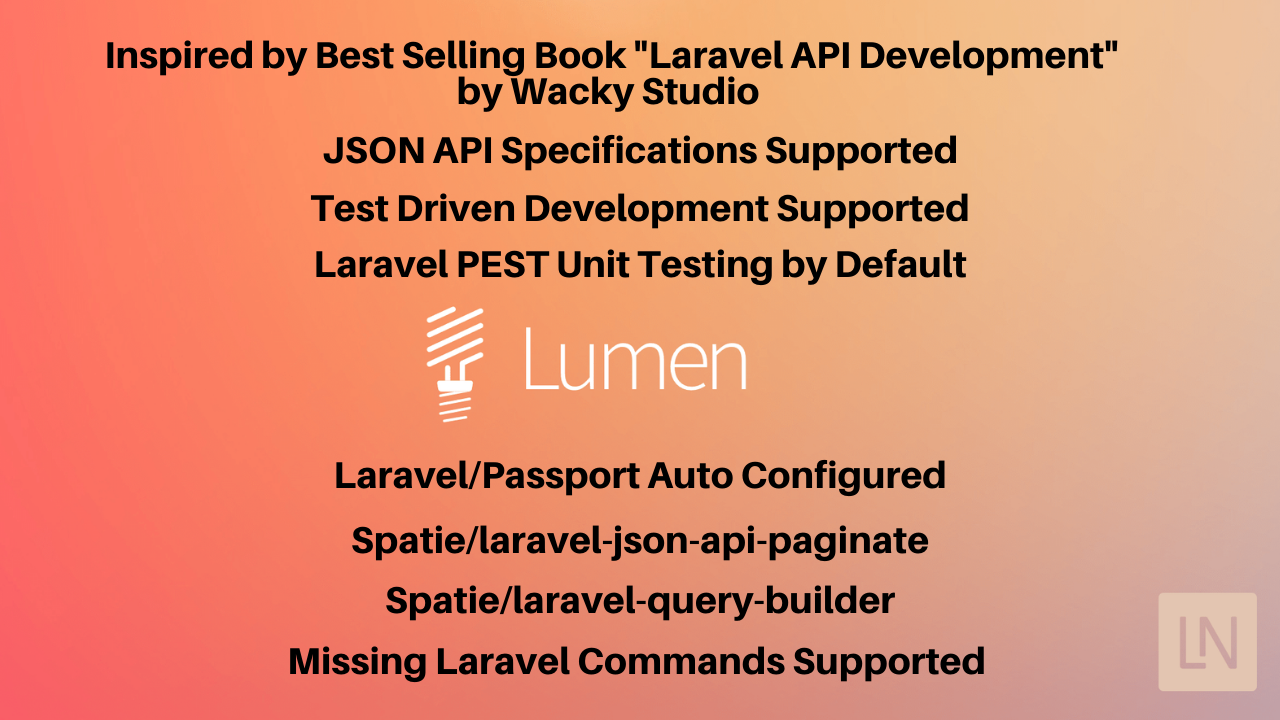 Inspired by Best Selling Book "Laravel API Development"
by Wacky Studio
JSON API Specifications Supported
Test Driven Development Supported
Laravel PEST Unit Testing by Default
Lumen
Laravel/Passport Auto Configured
Spatie/laravel-json-api-paginate
Spatie/laravel-query-builder
Missing Laravel Commands Supported
LN